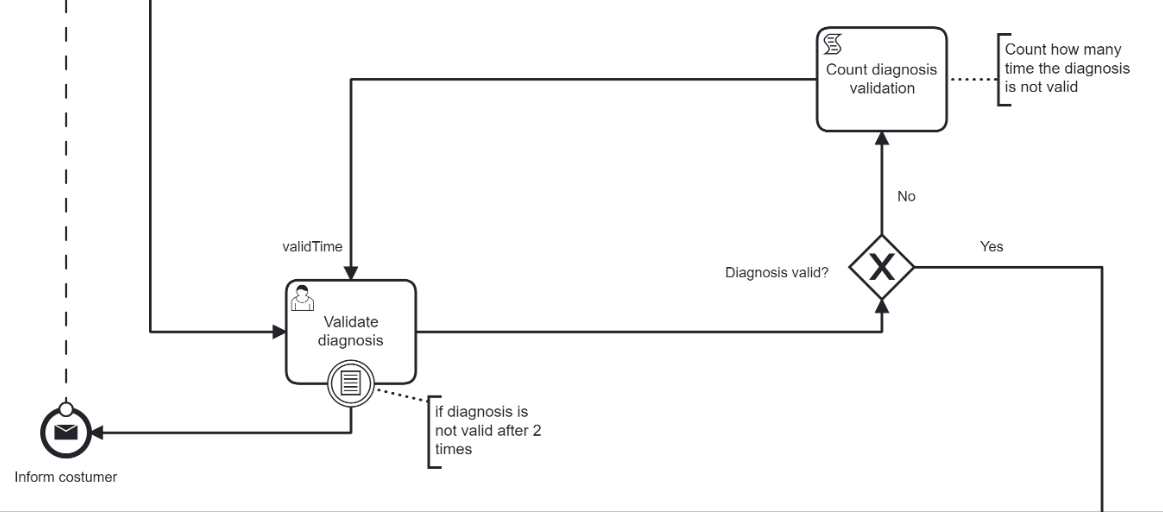 Count diagnosis
validation
Count how many
time the diagnosis
is not valid
No
validTime
Yes
Diagnosis valid?
Validate
diagnosis
if diagnosis is
not valid after 2
times
Inform costumer